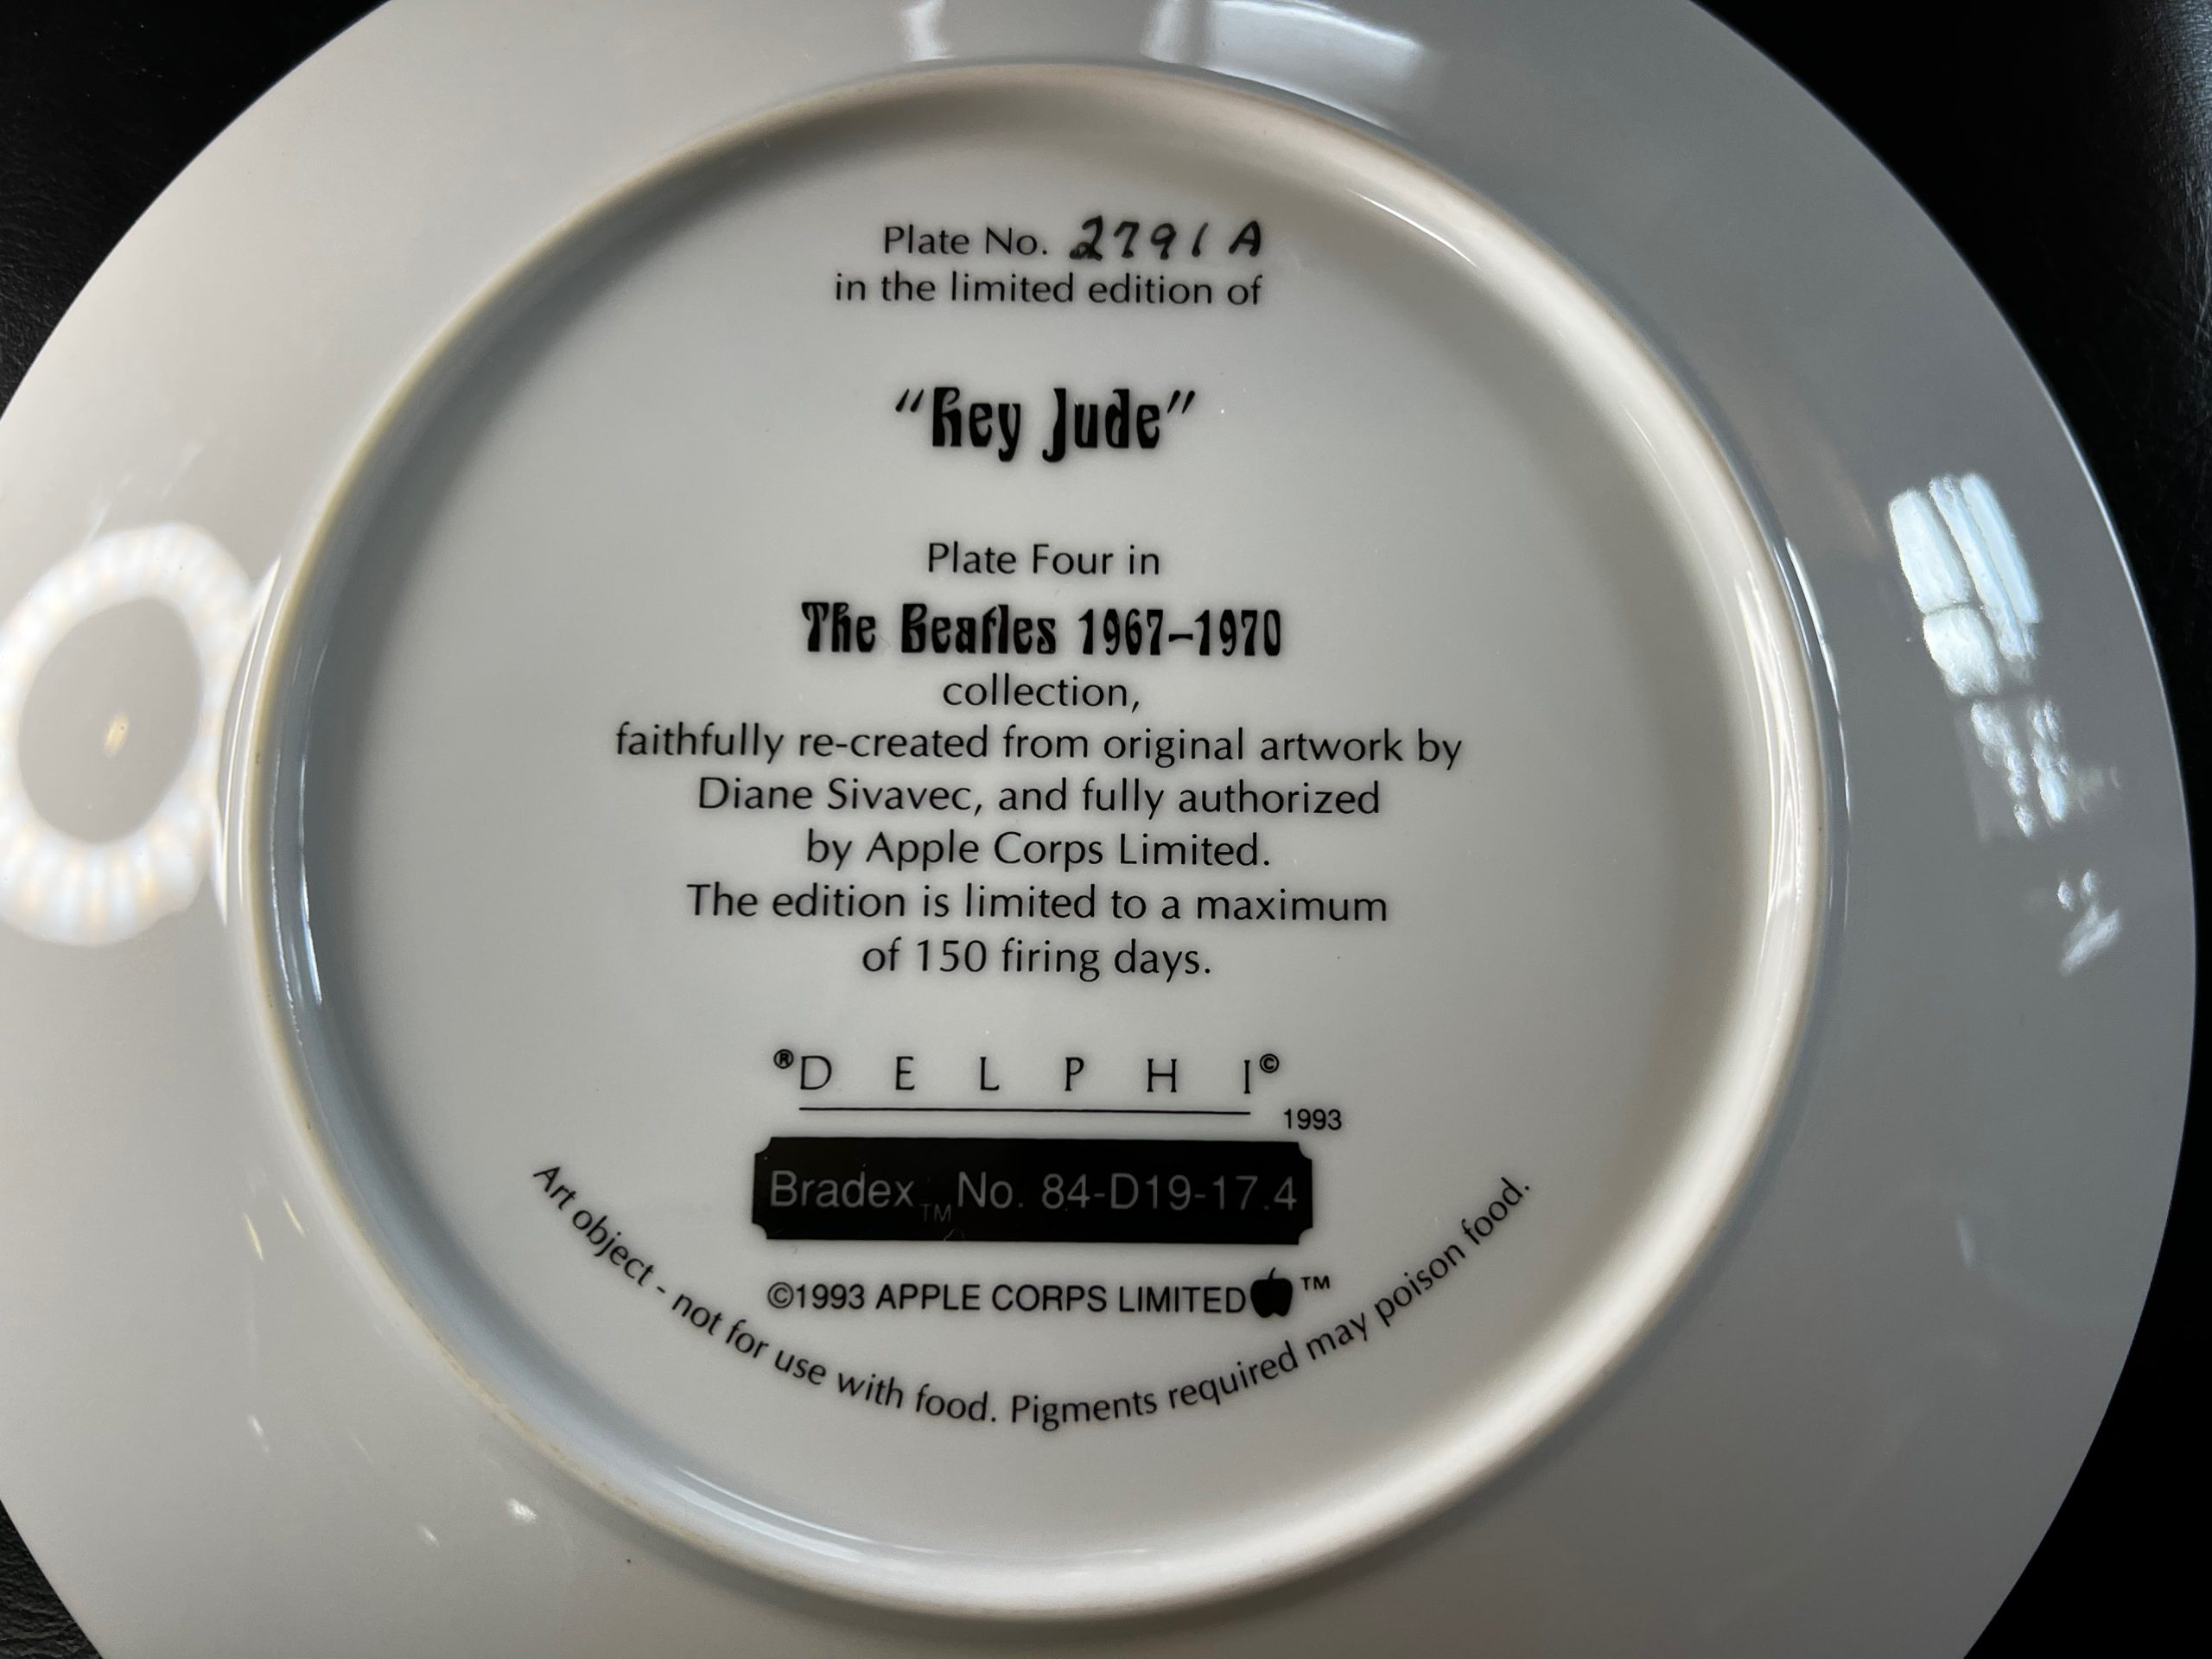 Plate No. 2791A
in the limited edition of
“Hey Jude”
Plate Four in
The Beatles 1967–1970
collection,
faithfully re-created from original artwork by
Diane Sivavec, and fully authorized
by Apple Corps Limited.
The edition is limited to a maximum
of 150 firing days.
®DELPHI©
1993
Bradex™ No. 84-D19-17.4
©1993 APPLE CORPS LIMITED ™
Art object - not for use with food. Pigments required may poison food.